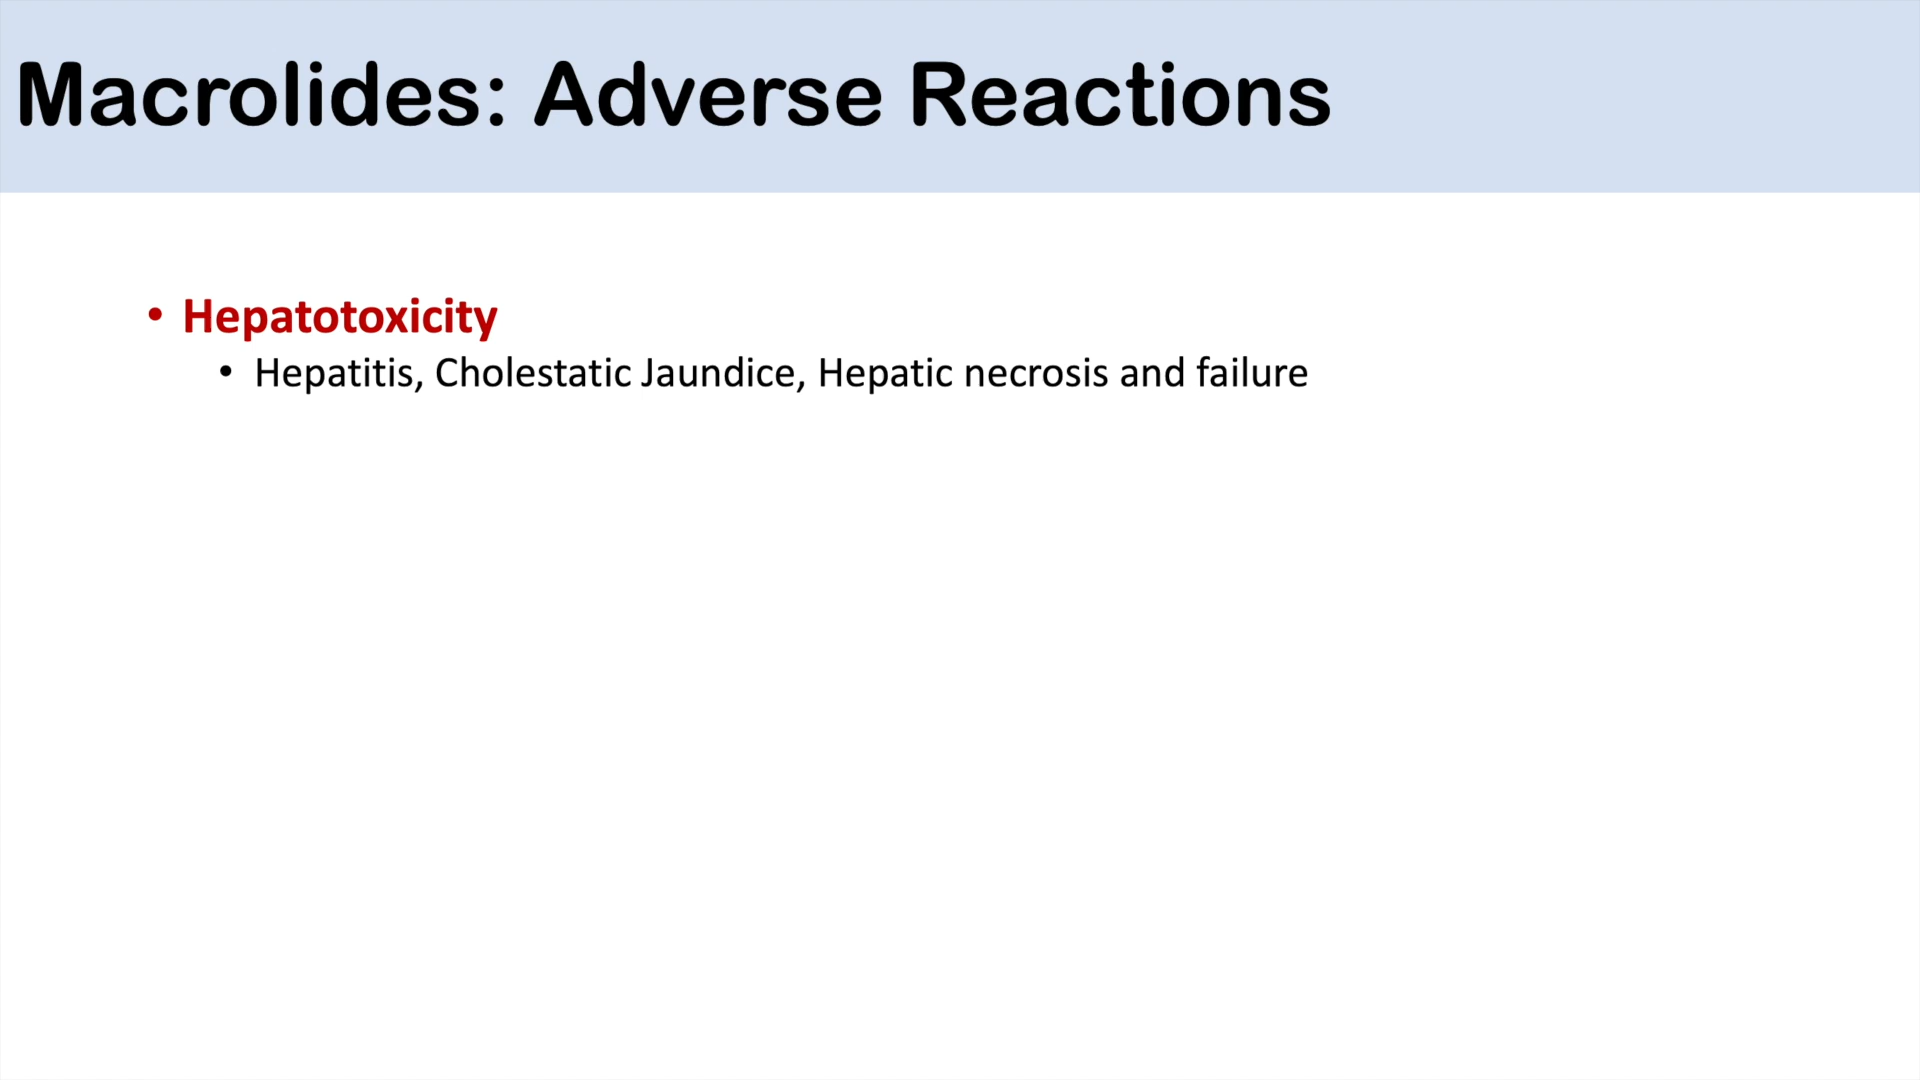 Macrolides: Adverse Reactions
• Hepatotoxicity
• Hepatitis, Cholestatic Jaundice, Hepatic necrosis and failure